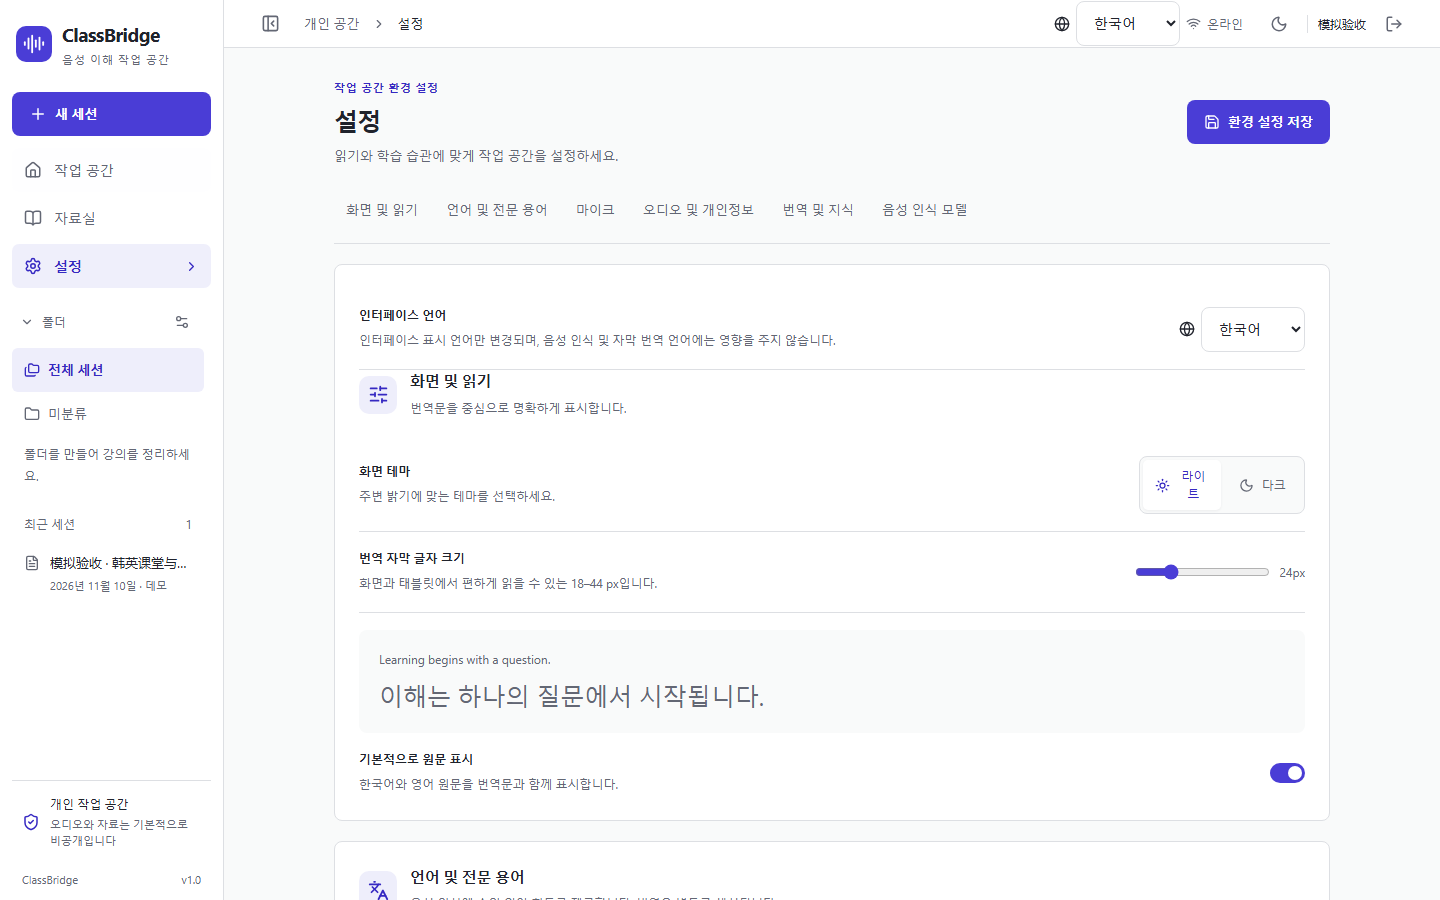 ClassBridge
음성 이해 작업 공간
새 세션
작업 공간
자료실
설정
폴더
전체 세션
미분류
폴더를 만들어 강의를 정리하세
요.
최근 세션 1
模拟验收 · 韩英课堂与...
2026년 11월 10일 · 데모
개인 작업 공간
오디오와 자료는 기본적으로
비공개입니다
ClassBridge v1.0
개인 공간 설정
한국어 온라인 模拟验收
작업 공간 환경 설정
설정
읽기와 학습 습관에 맞게 작업 공간을 설정하세요.
환경 설정 저장
화면 및 읽기 언어 및 전문 용어 마이크 오디오 및 개인정보 번역 및 지식 음성 인식 모델
인터페이스 언어
인터페이스 표시 언어만 변경되며, 음성 인식 및 자막 번역 언어에는 영향을 주지 않습니다.
한국어
화면 및 읽기
번역문을 중심으로 명확하게 표시합니다.
화면 테마
주변 밝기에 맞는 테마를 선택하세요.
라이
트
다크
번역 자막 글자 크기
화면과 태블릿에서 편하게 읽을 수 있는 18–44 px입니다.
24px
Learning begins with a question.
이해는 하나의 질문에서 시작됩니다.
기본적으로 원문 표시
한국어와 영어 원문을 번역문과 함께 표시합니다.
언어 및 전문 용어